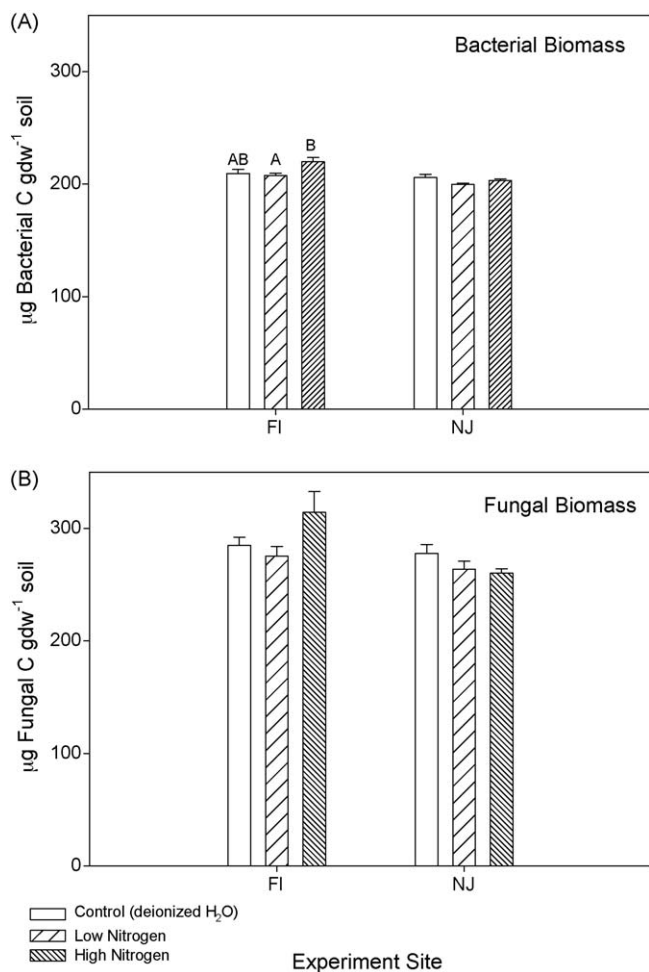 (A)
Bacterial Biomass
µg Bacterial C gdw⁻¹ soil
300
200
100
0
AB A B
FI NJ
(B)
Fungal Biomass
µg Fungal C gdw⁻¹ soil
300
200
100
0
FI NJ
Control (deionized H₂O)
Low Nitrogen
High Nitrogen
Experiment Site